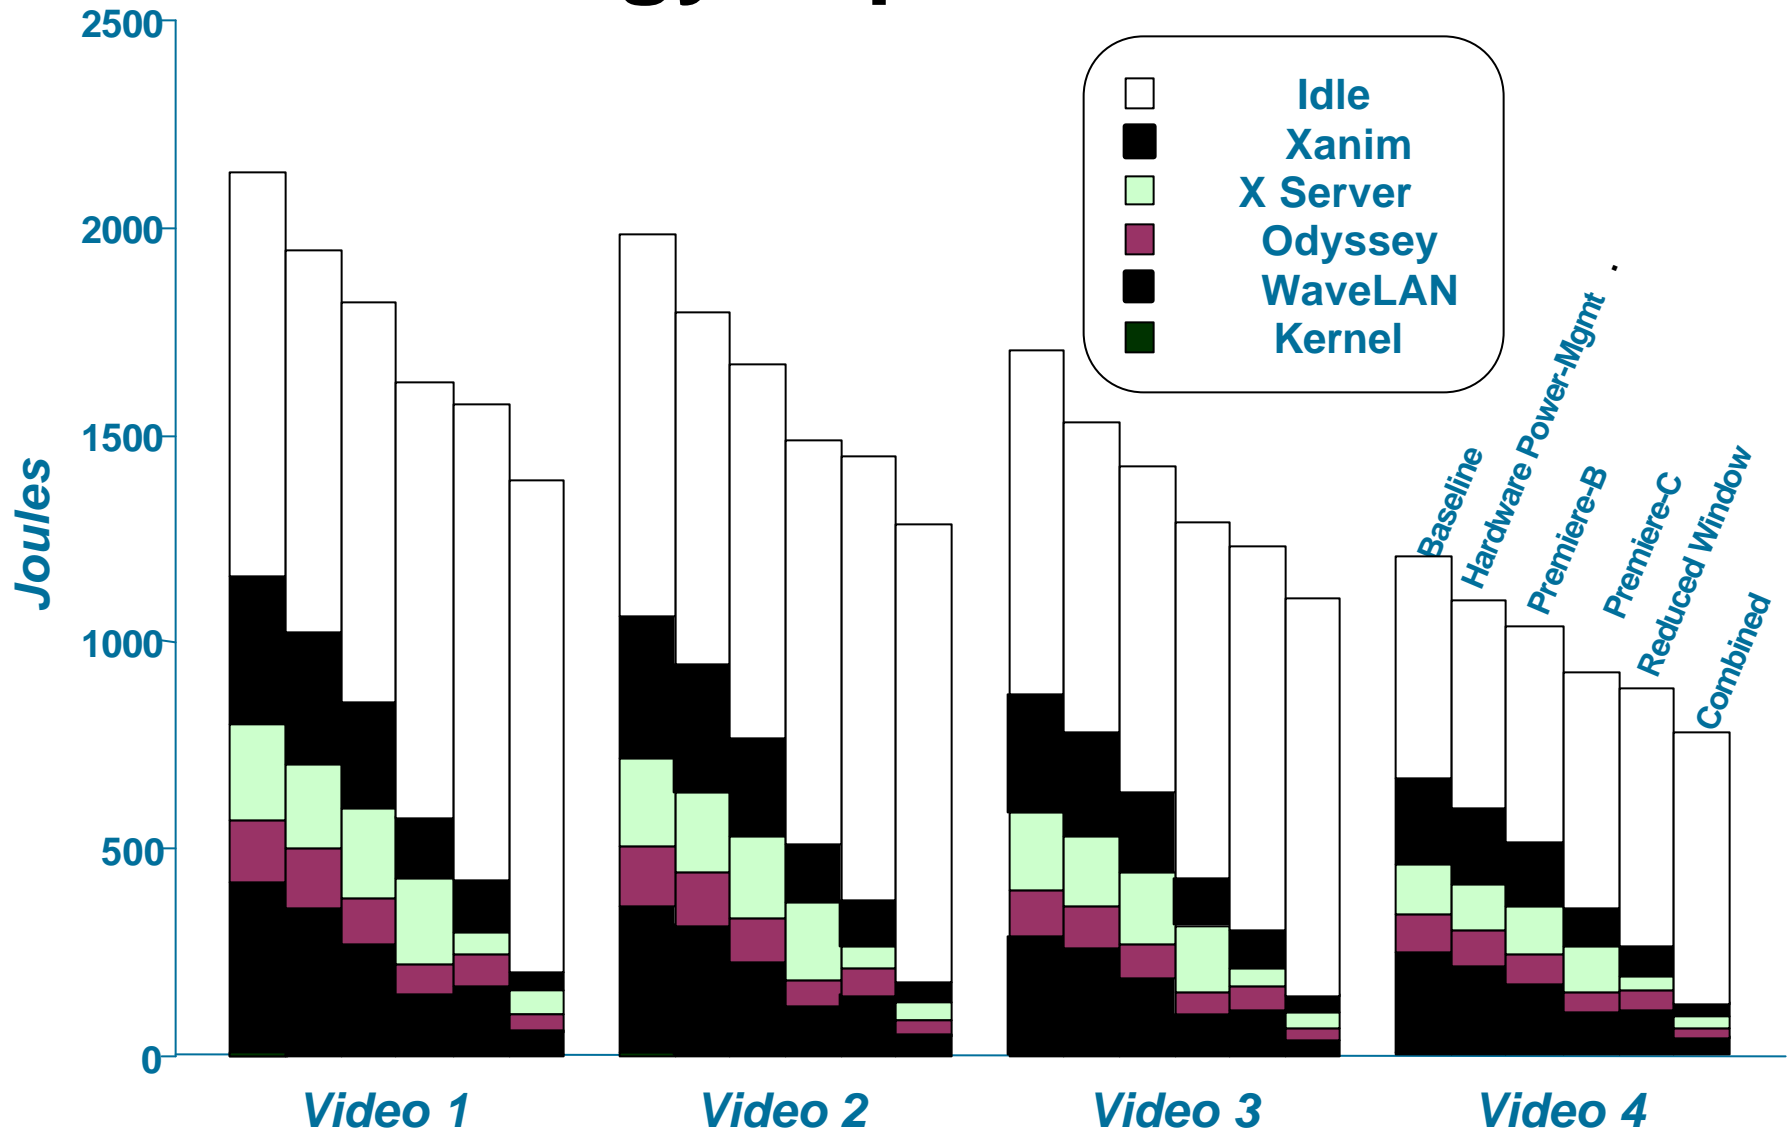 2500
2000
1500
1000
500
0
Joules
Idle
Xanim
X Server
Odyssey
WaveLAN
Kernel
Baseline
Hardware Power-Mgmt .
Premiere-B
Premiere-C
Reduced Window
Combined
Video 1
Video 2
Video 3
Video 4